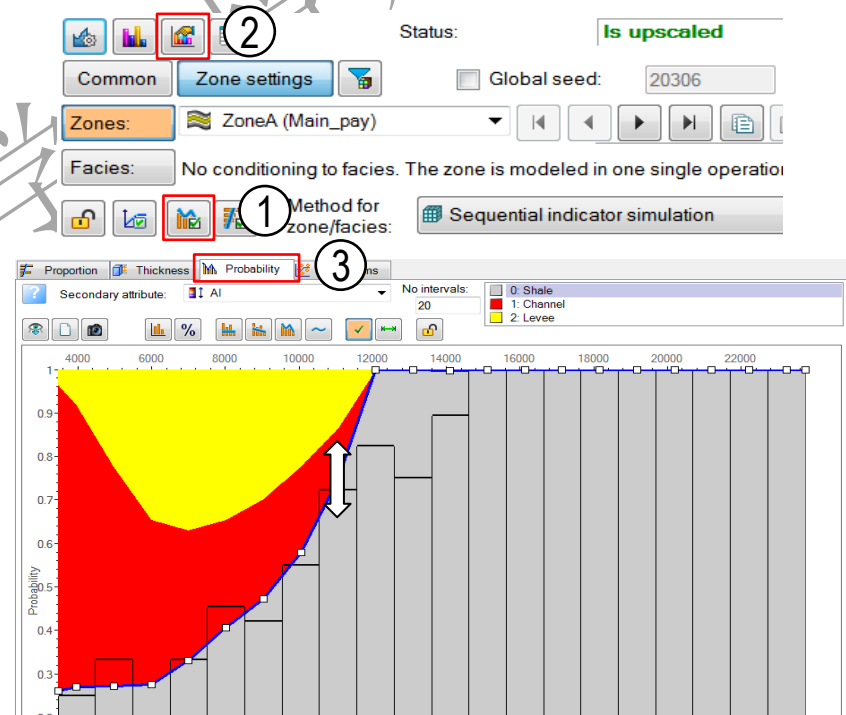 2
Status: Is upscaled
Common Zone settings Global seed: 20306
Zones: ZoneA (Main_pay)
Facies: No conditioning to facies. The zone is modeled in one single
1 Method for
zone/facies: Sequential indicator simulation
Proportion Thickness Probability 3
Secondary attribute: AI No intervals:
20
0: Shale
1: Channel
2: Levee
%
4000 6000 8000 10000 12000 14000 16000 18000 20000 22000
1
0.9
0.8
0.7
0.6
0.5
0.4
0.3
Probability